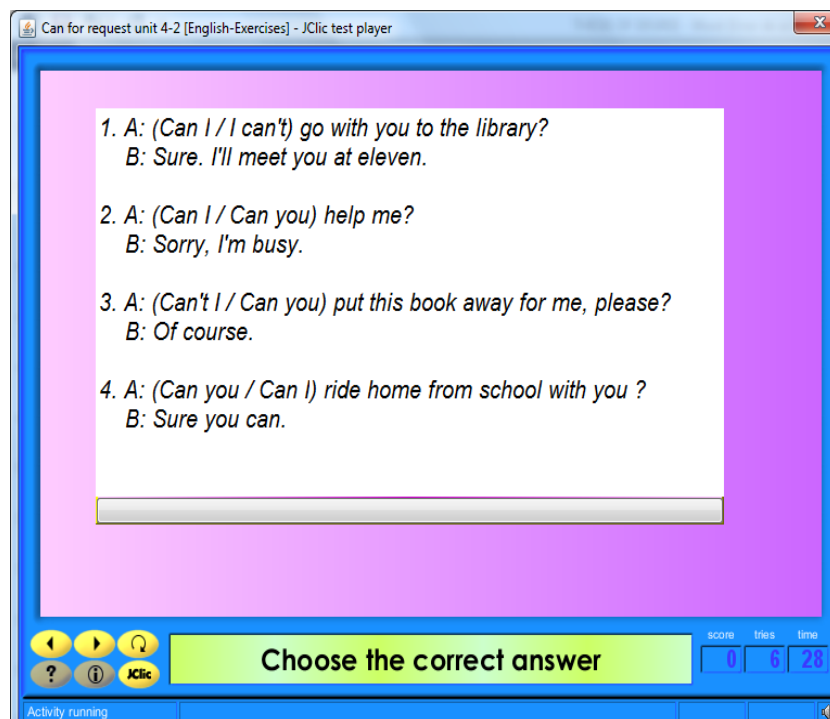 Can for request unit 4-2 [English-Exercises] - JClic test player
1. A: (Can I / I can't) go with you to the library?
B: Sure. I'll meet you at eleven.
2. A: (Can I / Can you) help me?
B: Sorry, I'm busy.
3. A: (Can't I / Can you) put this book away for me, please?
B: Of course.
4. A: (Can you / Can I) ride home from school with you ?
B: Sure you can.
JClic
Choose the correct answer
score tries time
0 6 28
Activity running